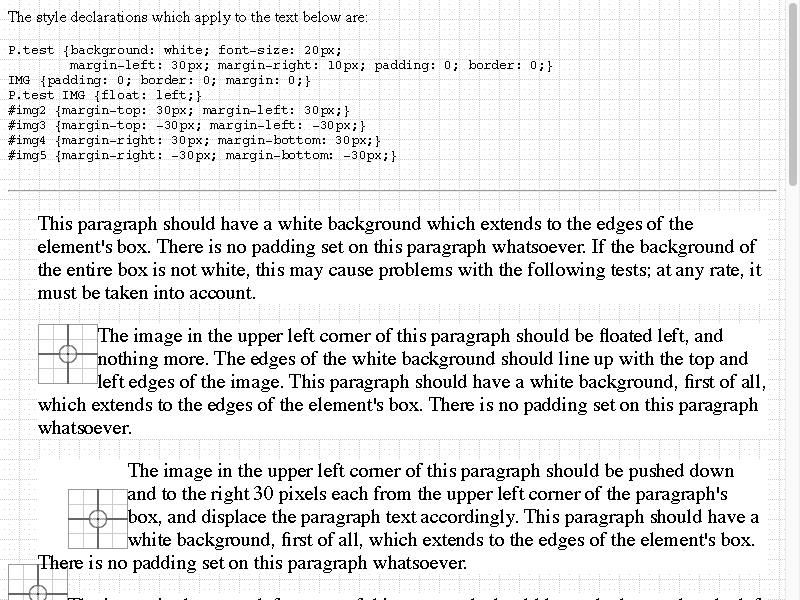 The style declarations which apply to the text below are:
P.test {background: white; font-size: 20px;
margin-left: 30px; margin-right: 10px; padding: 0; border: 0;}
IMG {padding: 0; border: 0; margin: 0;}
P.test IMG {float: left;}
#img2 {margin-top: 30px; margin-left: 30px;}
#img3 {margin-top: -30px; margin-left: -30px;}
#img4 {margin-right: 30px; margin-bottom: 30px;}
#img5 {margin-right: -30px; margin-bottom: -30px;}
This paragraph should have a white background which extends to the edges of the
element's box. There is no padding set on this paragraph whatsoever. If the background of
the entire box is not white, this may cause problems with the following tests; at any rate, it
must be taken into account.
The image in the upper left corner of this paragraph should be floated left, and
nothing more. The edges of the white background should line up with the top and
left edges of the image. This paragraph should have a white background, first of all,
which extends to the edges of the element's box. There is no padding set on this paragraph
whatsoever.
The image in the upper left corner of this paragraph should be pushed down
and to the right 30 pixels each from the upper left corner of the paragraph's
box, and displace the paragraph text accordingly. This paragraph should have a
white background, first of all, which extends to the edges of the element's box.
There is no padding set on this paragraph whatsoever.